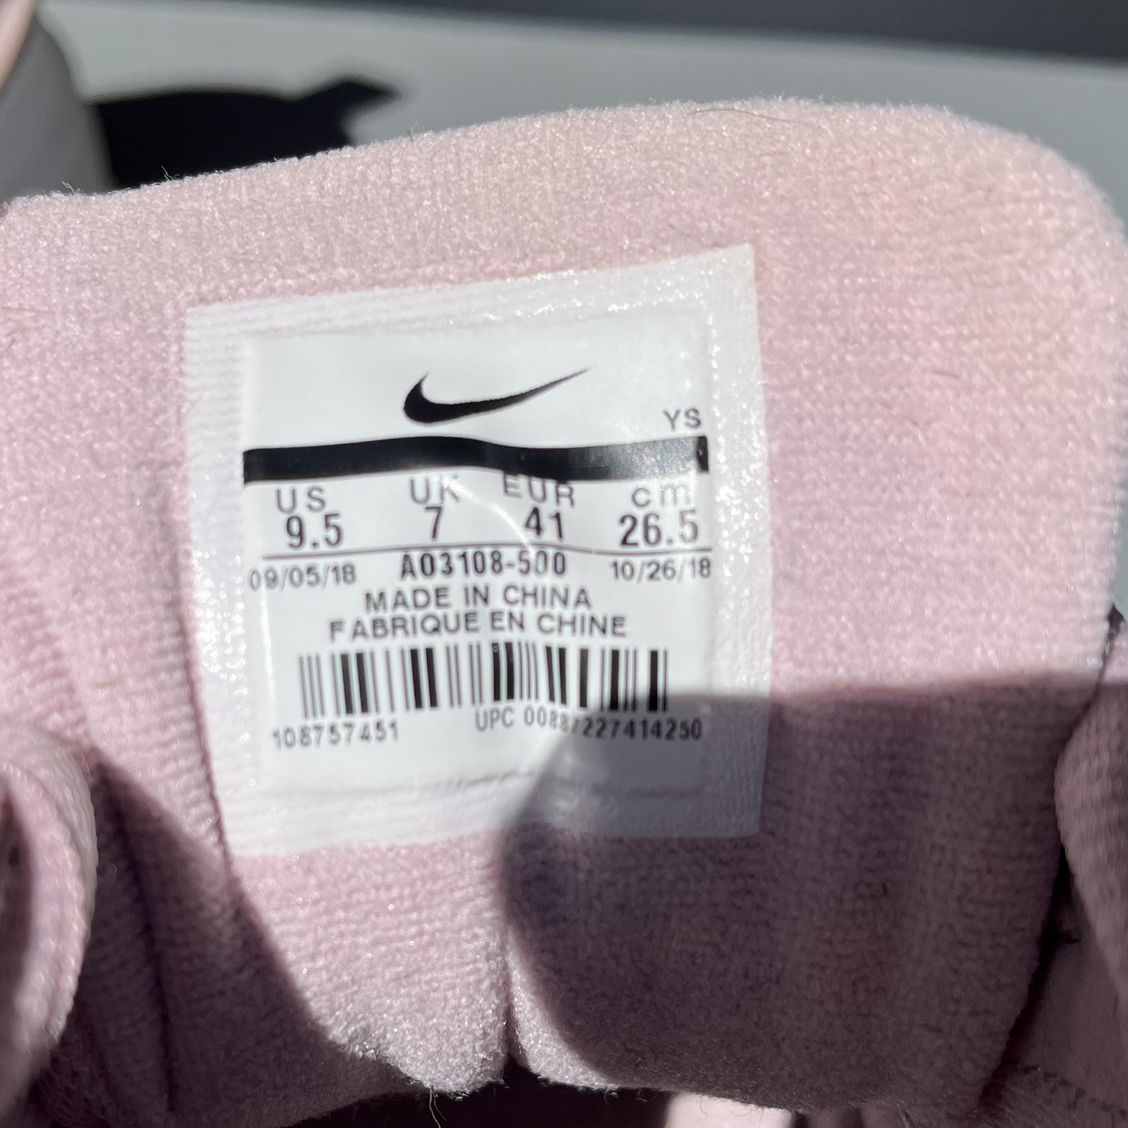 YS
US UK EUR cm
9.5 7 41 26.5
09/05/18 AO3108-500 10/26/18
MADE IN CHINA
FABRIQUE EN CHINE
108757451 UPC 00887227414250